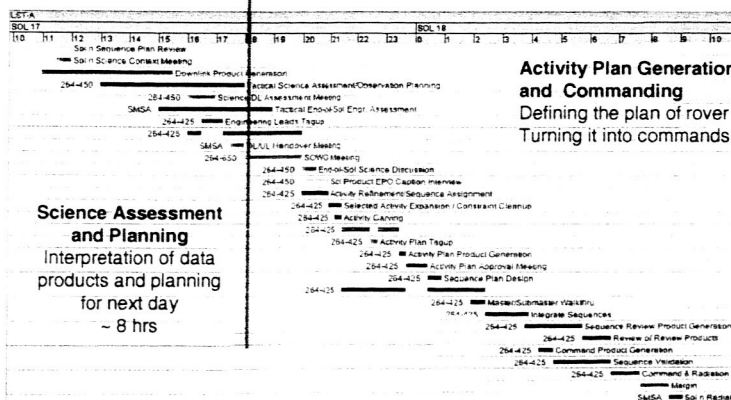 LST-A
SOL 17 SOL 18
10 11 12 13 14 15 16 17 18 19 20 21 22 23 0 1 2 3 4 5 6 7 8 9 10
Sol n Sequence Plan Review
Sol n Science Context Meeting
Downlink Product Generation
264-450 Tactical Science Assessment/Observation Planning
264-450 Science DL Assessment Meeting
SMSA Tactical End-of-Sol Engr. Assessment
264-425 Engineering Leads Tagup
264-425
SMSA DL/UL Handover Meeting
264-650 SOWG Meeting
264-450 End-of-Sol Science Discussion
264-450 Sol Product EPO Caption Interview
264-425 Activity Refinement/Sequence Assignment
264-425 Selected Activity Expansion / Constraint Cleanup
264-425 Activity Carving
264-425
264-425 Activity Plan Tagup
264-425 Activity Plan Product Generation
264-425 Activity Plan Approval Meeting
264-425 Sequence Plan Design
264-425
264-425 Master/Submaster Walkthru
264-425 Integrate Sequences
264-425 Sequence Review Product Generation
264-425 Review of Review Products
264-425 Command Product Generation
264-425 Sequence Validation
264-425 Command & Radiation
Margin
SMSA Sol n Radia
Activity Plan Generation
and Commanding
Defining the plan of rover
Turning it into commands
Science Assessment
and Planning
Interpretation of data
products and planning
for next day
~ 8 hrs